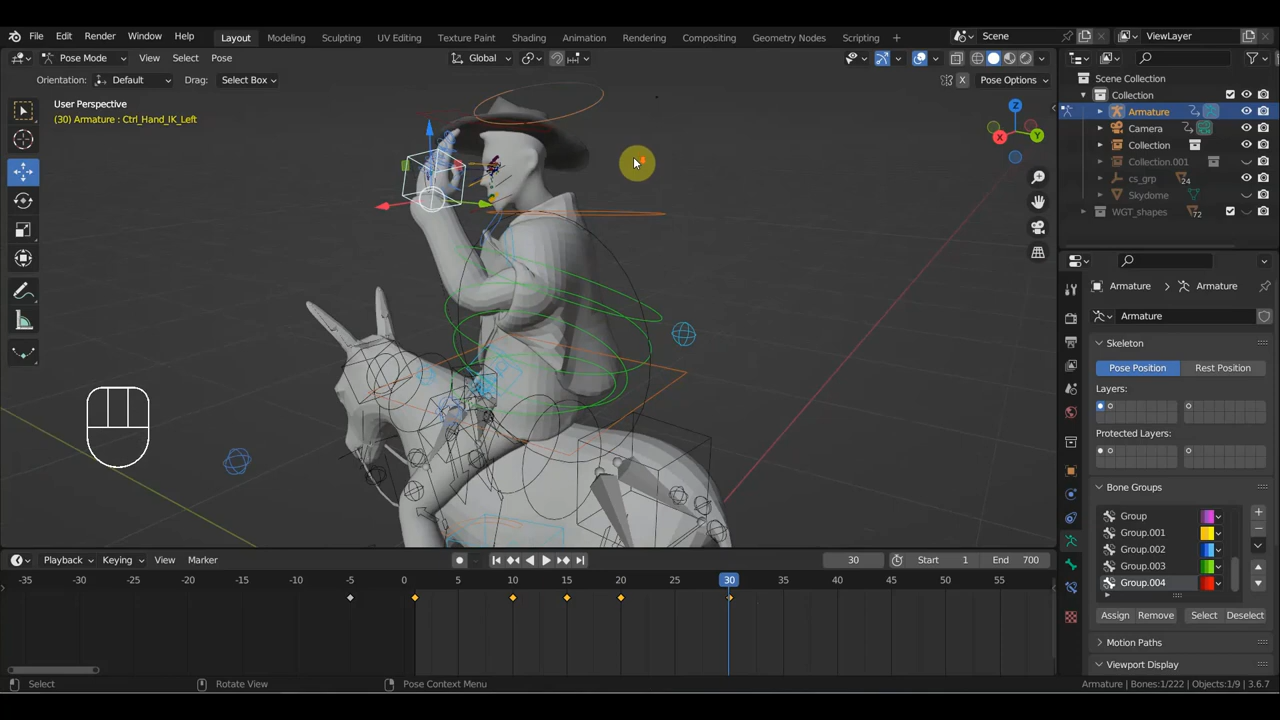 File Edit Render Window Help Layout Modeling Sculpting UV Editing Texture Paint Shading Animation Rendering Compositing Geometry Nodes Scripting + Scene ViewLayer
Pose Mode View Select Pose Global
Orientation: Default Drag: Select Box X Pose Options
Scene Collection
Collection
Armature
Camera
Collection
Collection.001
cs_grp 24
Skydome
WGT_shapes 72
User Perspective
(30) Armature : Ctrl_Hand_IK_Left
Z
X Y
Armature > Armature
Armature
Skeleton
Pose Position Rest Position
Layers:
Protected Layers:
Bone Groups
Group
Group.001
Group.002
Group.003
Group.004
Assign Remove Select Deselect
Motion Paths
Viewport Display
Playback Keying View Marker 30 Start 1 End 700
-35 -30 -25 -20 -15 -10 -5 0 5 10 15 20 25 30 35 40 45 50 55
Select Rotate View Pose Context Menu Armature | Bones:1/222 | Objects:1/9 | 3.6.7